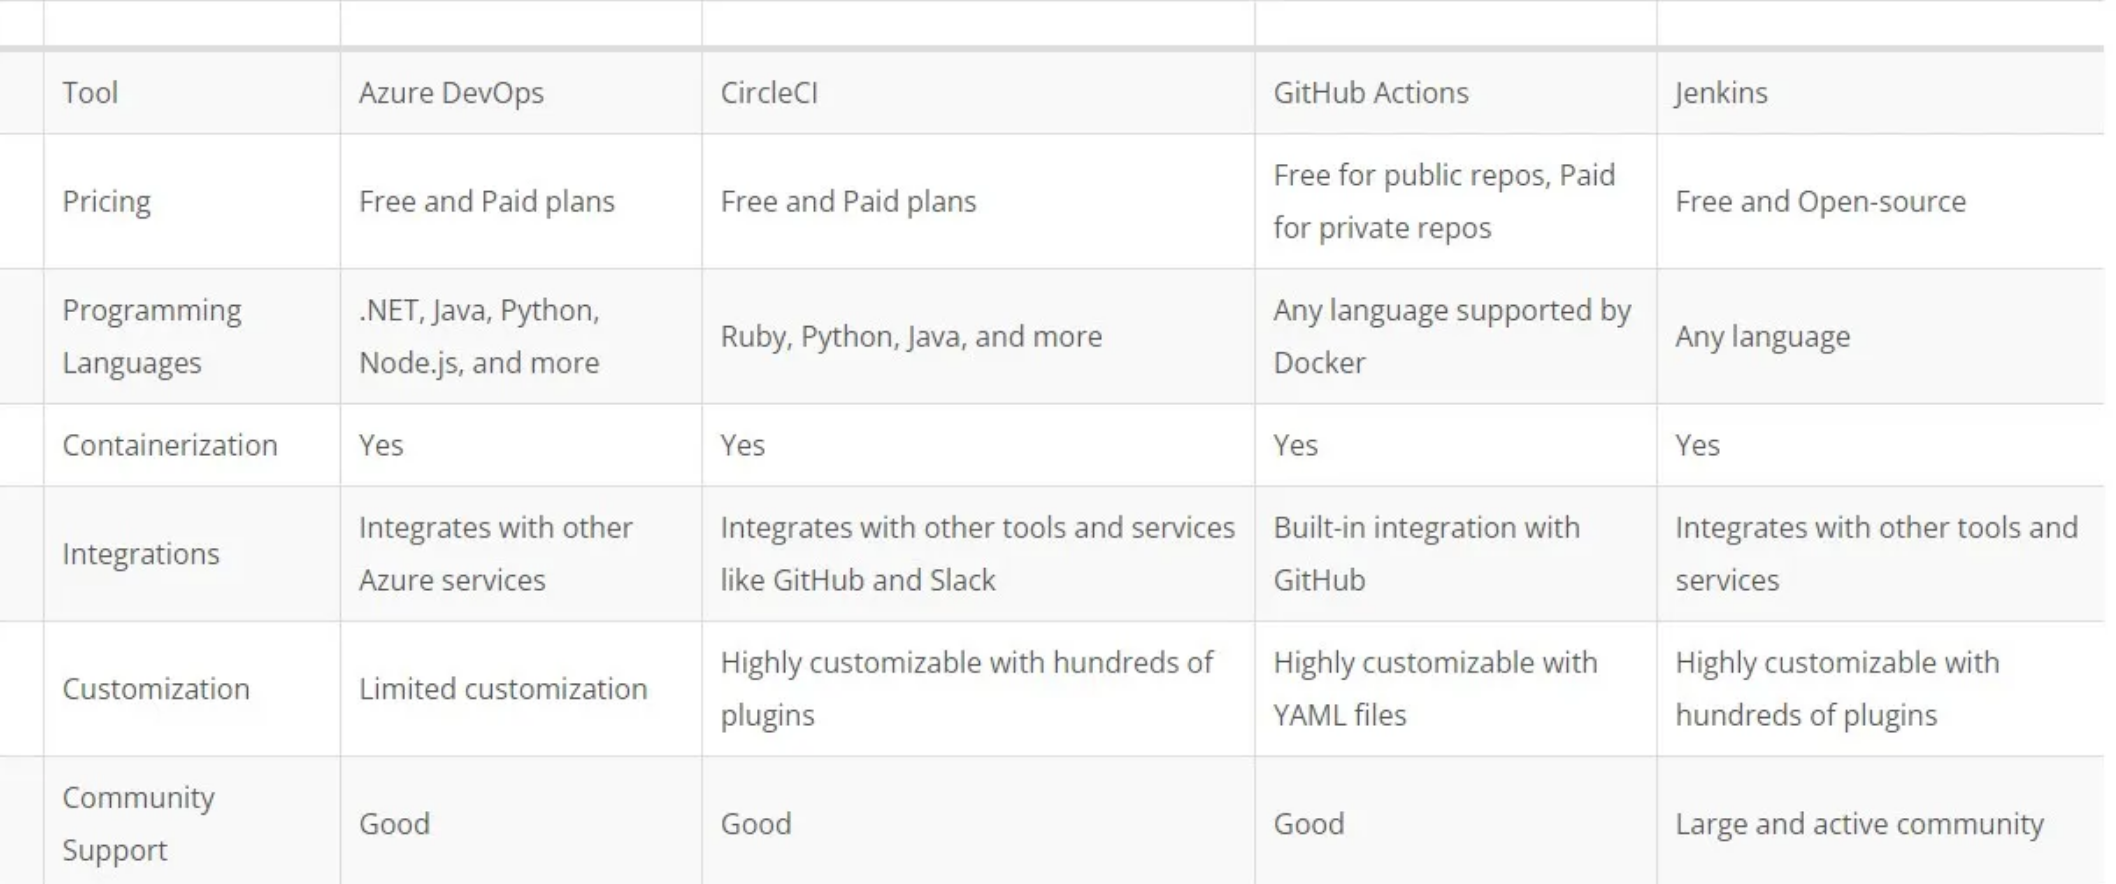 Tool Azure DevOps CircleCI GitHub Actions Jenkins
Pricing Free and Paid plans Free and Paid plans Free for public repos, Paid for private repos Free and Open-source
Programming Languages .NET, Java, Python, Node.js, and more Ruby, Python, Java, and more Any language supported by Docker Any language
Containerization Yes Yes Yes Yes
Integrations Integrates with other Azure services Integrates with other tools and services like GitHub and Slack Built-in integration with GitHub Integrates with other tools and services
Customization Limited customization Highly customizable with hundreds of plugins Highly customizable with YAML files Highly customizable with hundreds of plugins
Community Support Good Good Good Large and active community